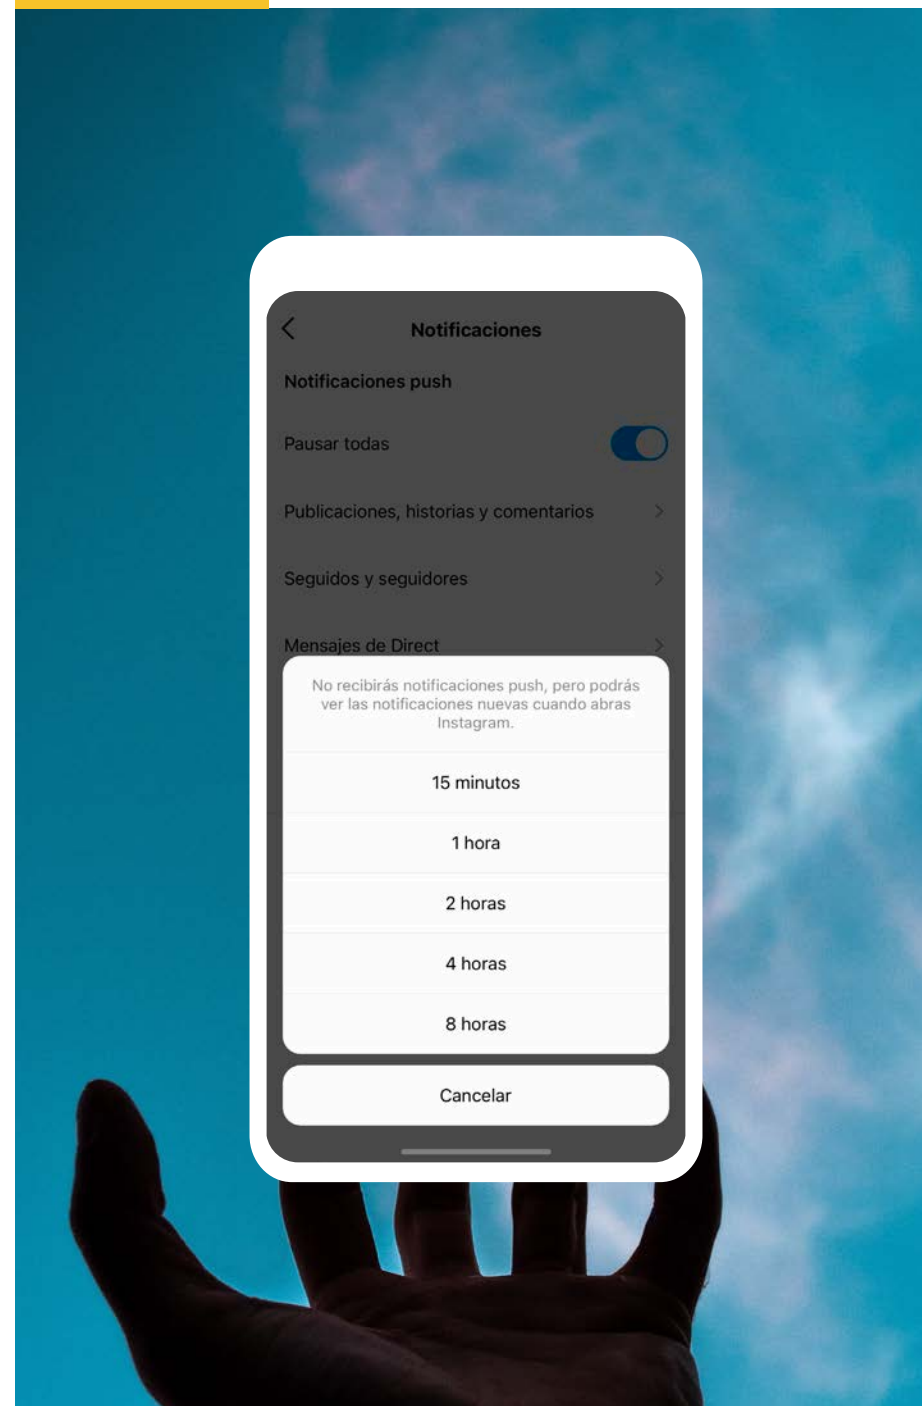 Notificaciones
Notificaciones push
Pausar todas
Publicaciones, historias y comentarios
Seguidos y seguidores
Mensajes de Direct
No recibirás notificaciones push, pero podrás
ver las notificaciones nuevas cuando abras
Instagram.
15 minutos
1 hora
2 horas
4 horas
8 horas
Cancelar